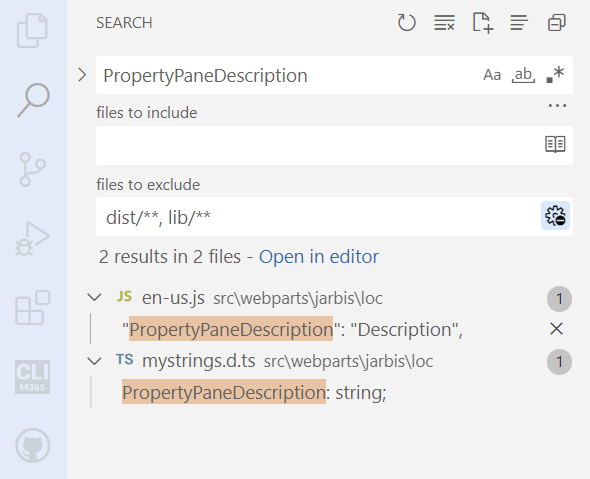 SEARCH
PropertyPaneDescription
Aa
ab
files to include
files to exclude
dist/**, lib/**
2 results in 2 files - Open in editor
JS en-us.js src\webparts\jarbis\loc 1
"PropertyPaneDescription": "Description",
TS mystrings.d.ts src\webparts\jarbis\loc 1
PropertyPaneDescription: string;
CLI
M365